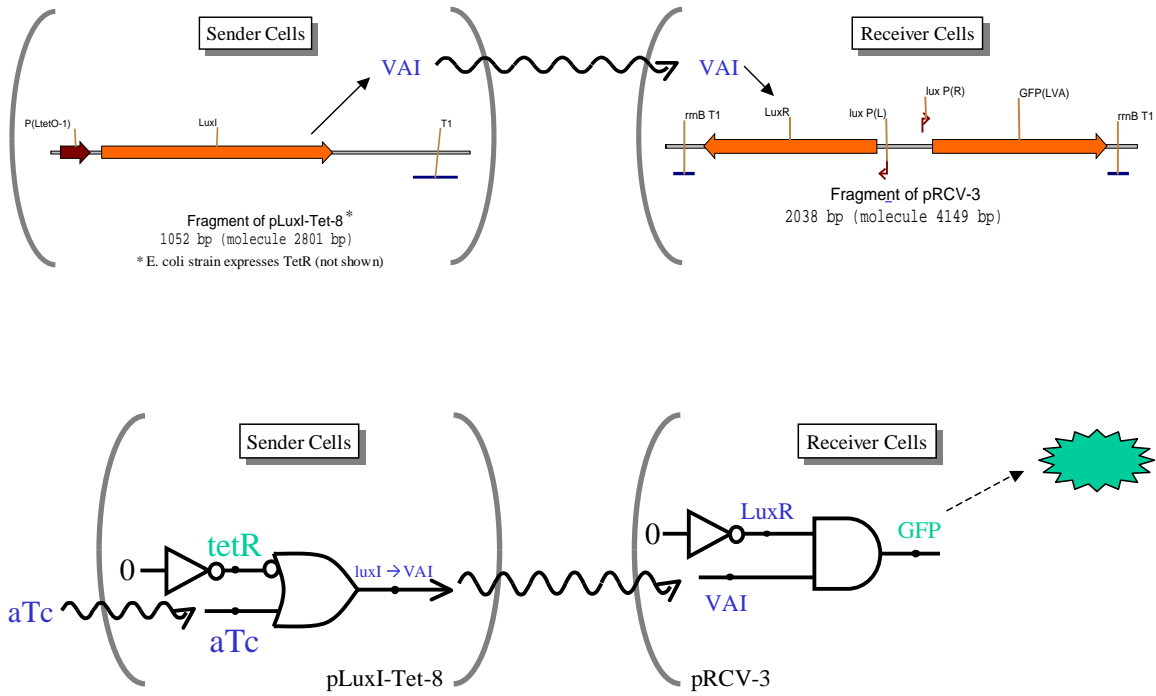 Sender Cells
VAI
P(LtetO-1)
LuxI
T1
Fragment of pLuxI-Tet-8 *
1052 bp (molecule 2801 bp)
* E. coli strain expresses TetR (not shown)
Receiver Cells
VAI
rrnB T1
LuxR
lux P(L)
lux P(R)
GFP(LVA)
rrnB T1
Fragment of pRCV-3
2038 bp (molecule 4149 bp)
Sender Cells
0
tetR
aTc
aTc
luxI → VAI
pLuxI-Tet-8
Receiver Cells
0
LuxR
VAI
GFP
pRCV-3